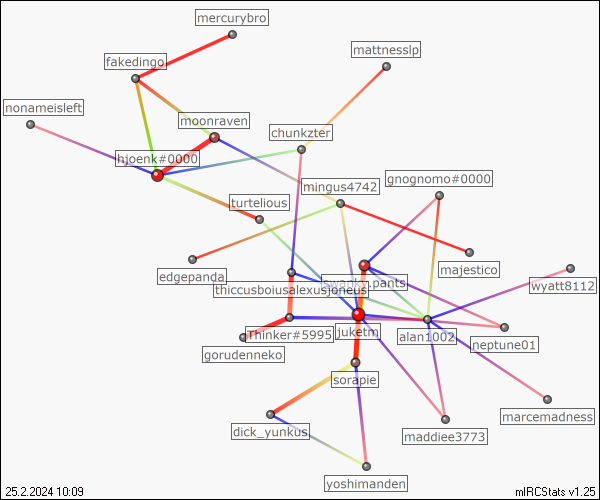 mercurybro
mattnesslp
fakedingo
nonameisleft
moonraven
chunkzter
hjoenk#0000
gnognomo#0000
mingus4742
turtelious
edgepanda
majestico
swanky.pants
wyatt8112
thiccusboiusalexusjoneus
Thinker#5995
juketm
alan1002
neptune01
gorudenneko
sorapie
marcemadness
dick_yunkus
maddiee3773
yoshimanden
25.2.2024 10:09
mIRCStats v1.25